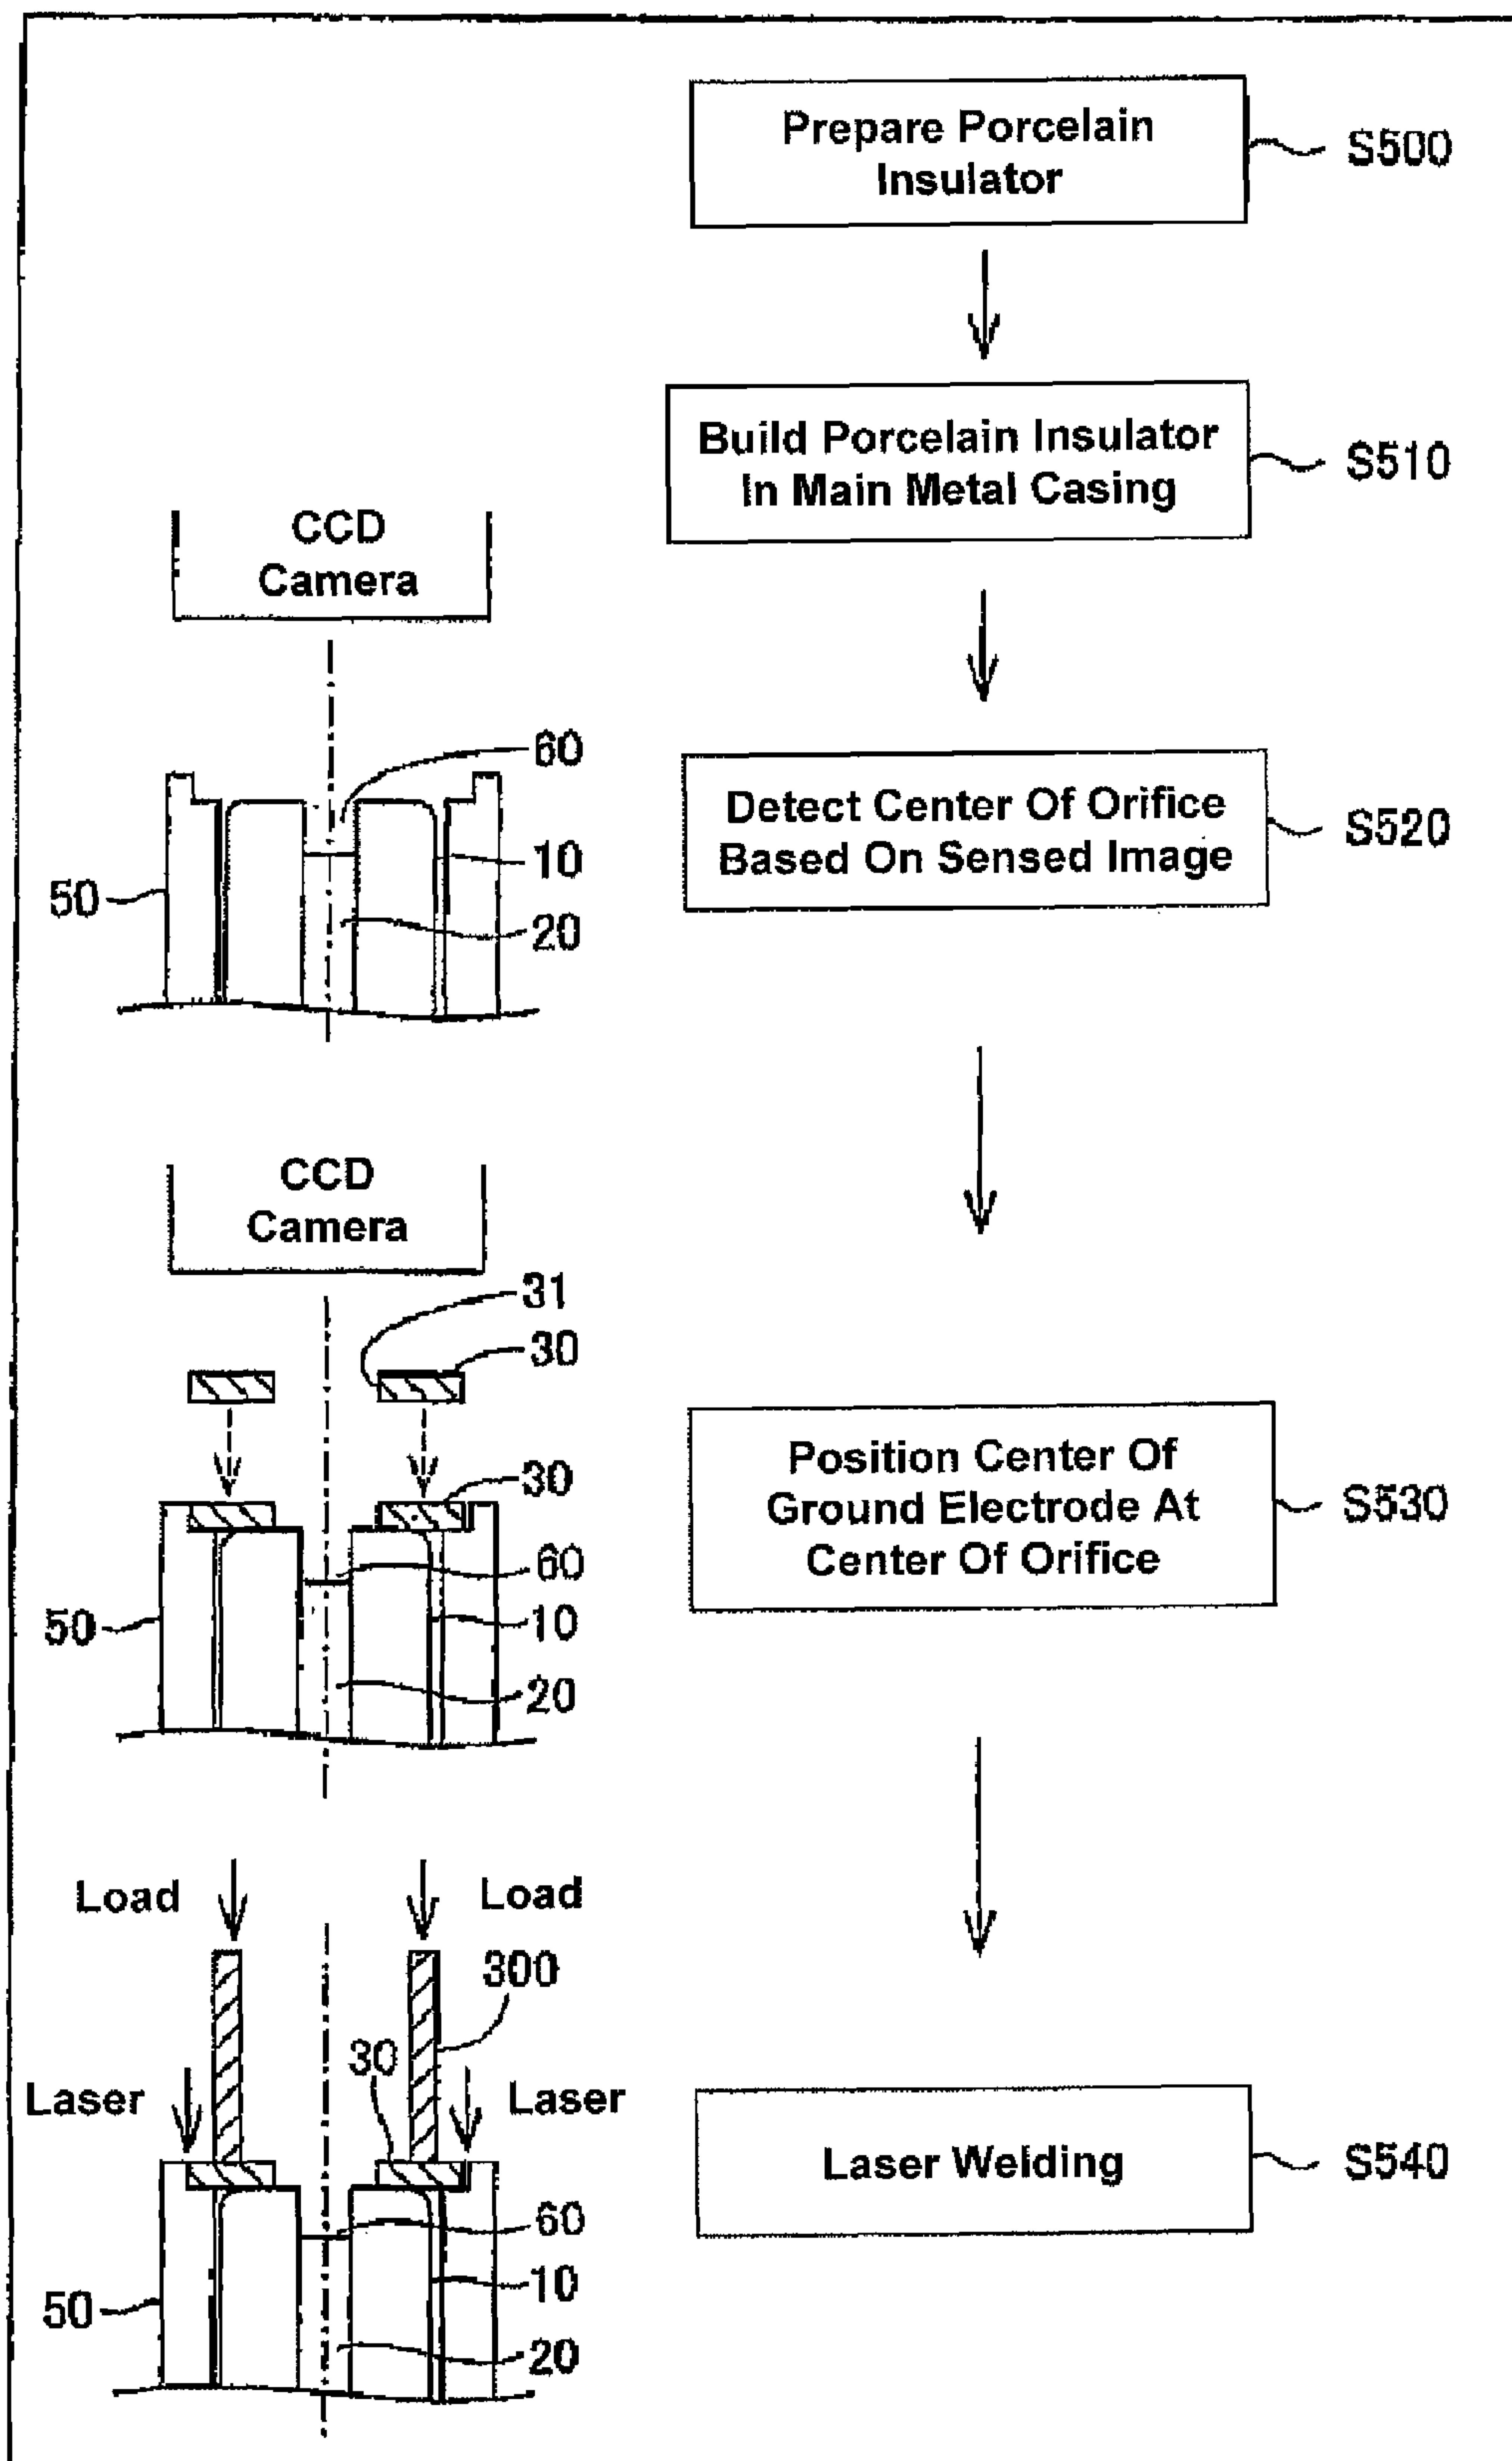 Prepare Porcelain
Insulator
S500
Build Porcelain Insulator
In Main Metal Casing
S510
CCD
Camera
60
10
50
20
Detect Center Of Orifice
Based On Sensed Image
S520
CCD
Camera
31
30
30
60
50
10
20
Position Center Of
Ground Electrode At
Center Of Orifice
S530
Load
Load
300
30
Laser
Laser
60
10
50
20
Laser Welding
S540